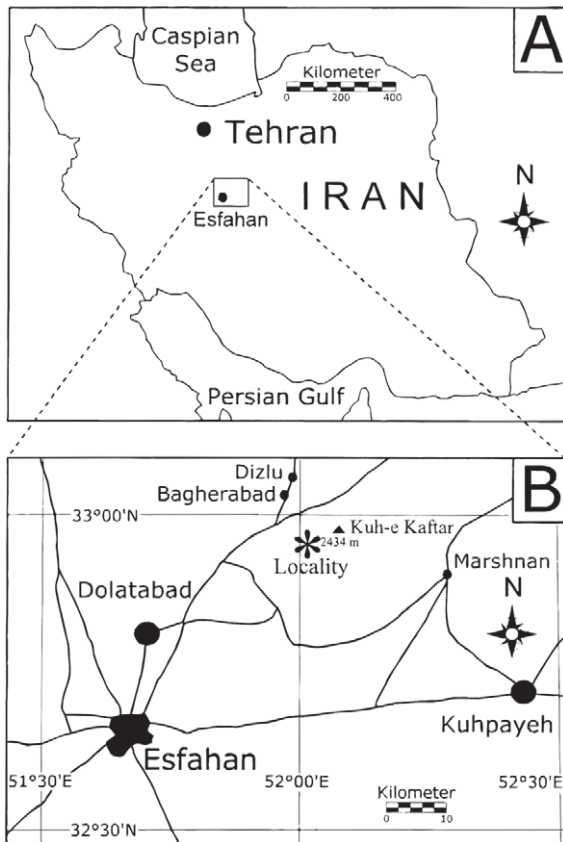 A
Caspian
Sea
Kilometer
0 200 400
Tehran
N
IRAN
Esfahan
Persian Gulf
B
Dizlu
Bagherabad
33°00'N
Kuh-e Kaftar
2434 m
Locality
Marshnan
Dolatabad
N
Kuhpayeh
Esfahan
51°30'E
52°00'E
52°30'E
Kilometer
0 10
32°30'N